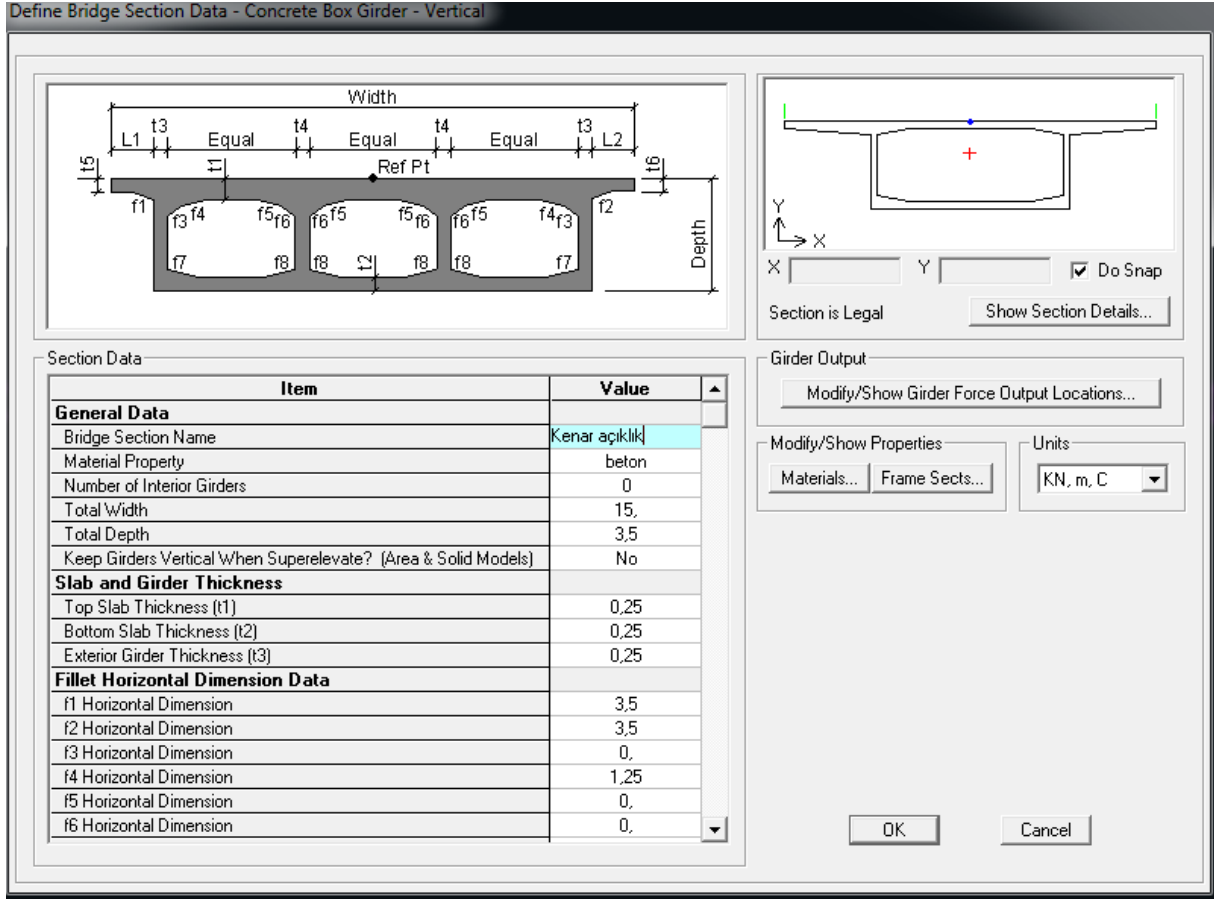 Define Bridge Section Data - Concrete Box Girder - Vertical
Width
L1 t3 Equal t4 Equal t4 Equal t3 L2
t5 t1 Ref Pt t6
f1 f3 f4 f5 f6 f6 f5 f5 f6 f6 f5 f4 f3 f2
f7 f8 f8 t2 f8 f8 f7
Depth
Y
X
X Y Do Snap
Section is Legal Show Section Details...
Section Data
Item Value
General Data
Bridge Section Name Kenar açıklık
Material Property beton
Number of Interior Girders 0
Total Width 15,
Total Depth 3,5
Keep Girders Vertical When Superelevate? (Area & Solid Models) No
Slab and Girder Thickness
Top Slab Thickness (t1) 0,25
Bottom Slab Thickness (t2) 0,25
Exterior Girder Thickness (t3) 0,25
Fillet Horizontal Dimension Data
f1 Horizontal Dimension 3,5
f2 Horizontal Dimension 3,5
f3 Horizontal Dimension 0,
f4 Horizontal Dimension 1,25
f5 Horizontal Dimension 0,
f6 Horizontal Dimension 0,
Girder Output
Modify/Show Girder Force Output Locations...
Modify/Show Properties
Materials... Frame Sects...
Units
KN, m, C
OK Cancel